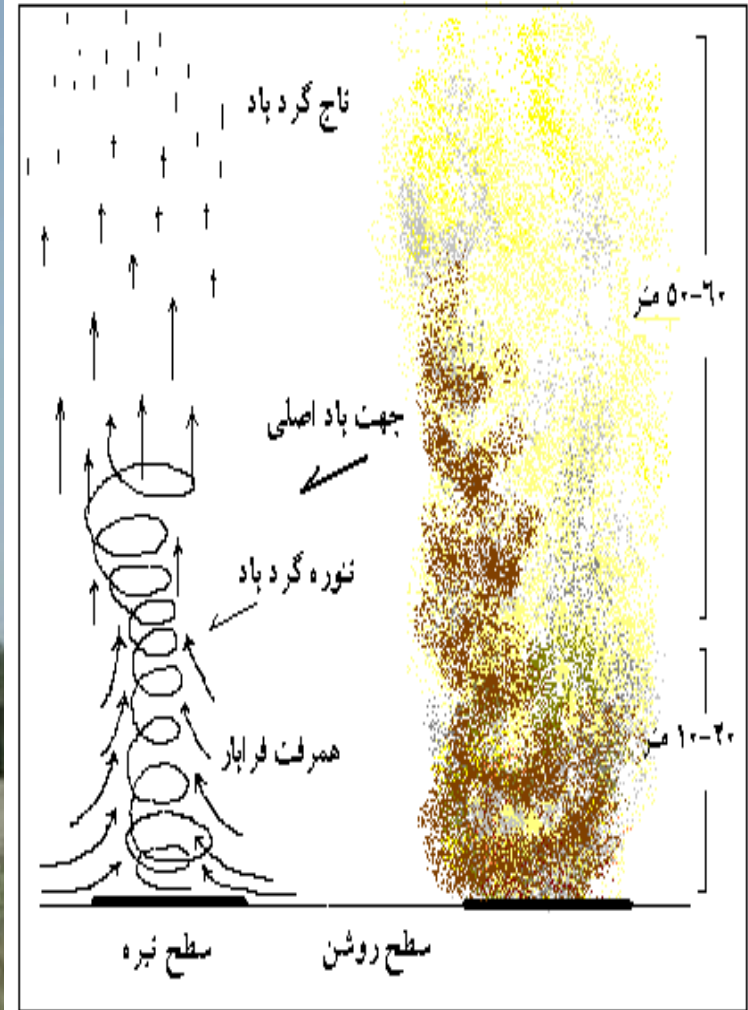 تاج گرد باد
۵۰-۶۰ متر
جهت باد اصلی
تنوره گرد باد
همرفت فرابار
۱۰-۲۰ متر
سطح روشن
سطح تیره